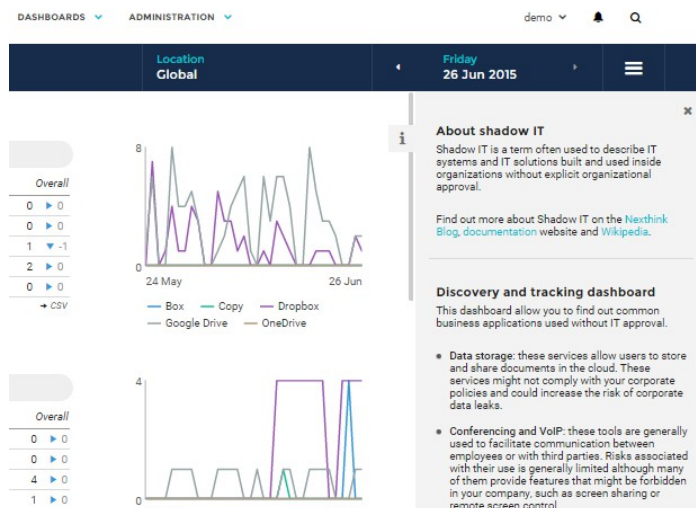 DASHBOARDS
ADMINISTRATION
demo
Location
Global
Friday
26 Jun 2015
Overall
0 0
0 0
1 -1
2 0
0 0
CSV
8
0
24 May
26 Jun
Box
Copy
Dropbox
Google Drive
OneDrive
Overall
0 0
0 0
4 0
1 0
4
0
i
About shadow IT
Shadow IT is a term often used to describe IT
systems and IT solutions built and used inside
organizations without explicit organizational
approval.
Find out more about Shadow IT on the Nexthink
Blog, documentation website and Wikipedia.
Discovery and tracking dashboard
This dashboard allow you to find out common
business applications used without IT approval.
Data storage: these services allow users to store
and share documents in the cloud. These
services might not comply with your corporate
policies and could increase the risk of corporate
data leaks.
Conferencing and VoIP: these tools are generally
used to facilitate communication between
employees or with third parties. Risks associated
with their use is generally limited although many
of them provide features that might be forbidden
in your company, such as screen sharing or
remote screen control